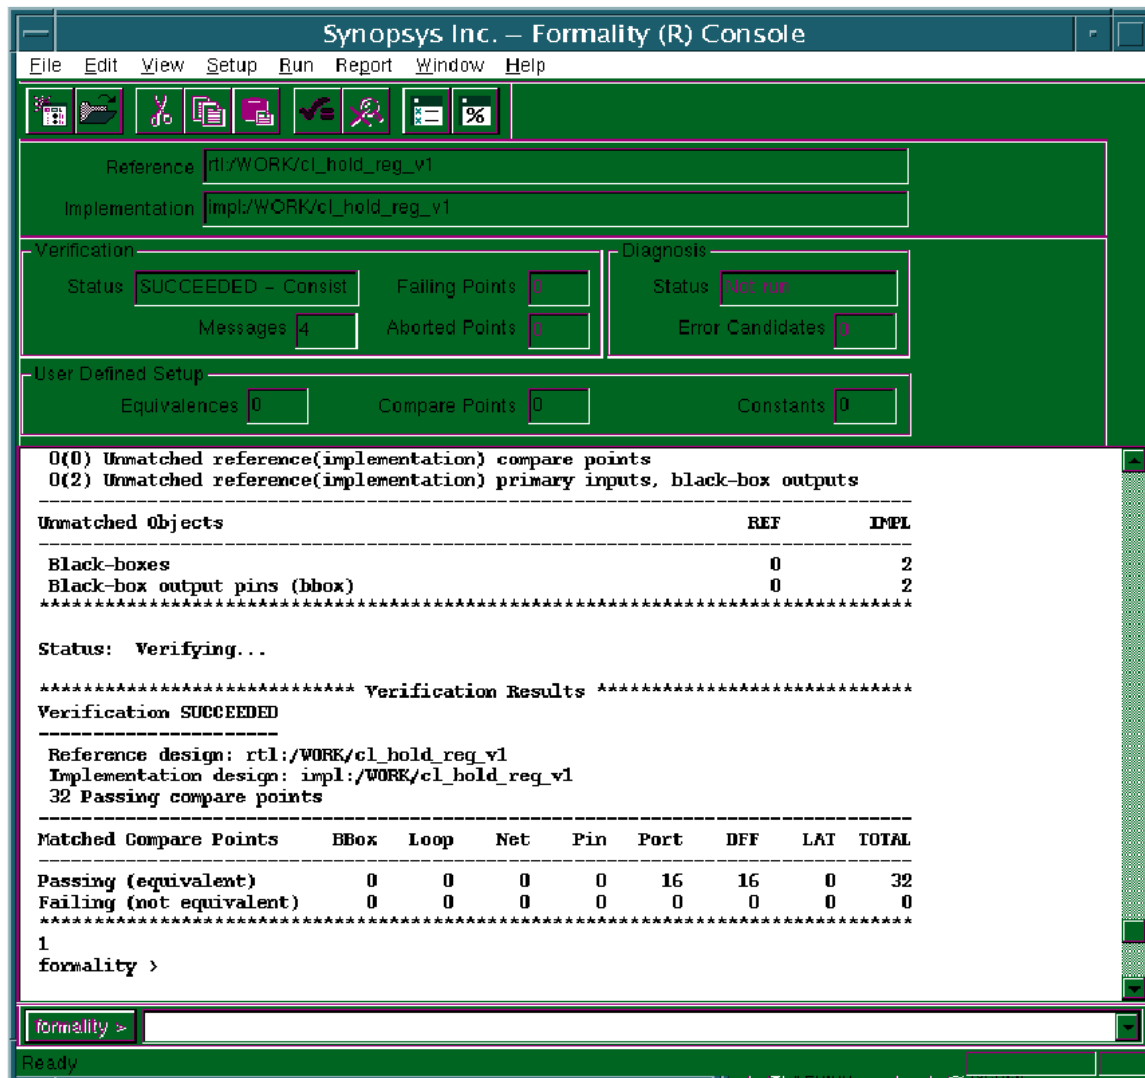 Synopsys Inc. – Formality (R) Console
File Edit View Setup Run Report Window Help
Reference rtl:/WORK/cl_hold_reg_v1
Implementation impl:/WORK/cl_hold_reg_v1
Verification Diagnosis
Status SUCCEEDED – Consist Failing Points 0 Status Not run
Messages 4 Aborted Points 0 Error Candidates 0
User Defined Setup
Equivalences 0 Compare Points 0 Constants 0
0(0) Unmatched reference(implementation) compare points
0(2) Unmatched reference(implementation) primary inputs, black-box outputs
--------------------------------------------------------------------------------
Unmatched Objects REF IMPL
--------------------------------------------------------------------------------
Black-boxes 0 2
Black-box output pins (bbox) 0 2
********************************************************************************
Status: Verifying...
***************************** Verification Results *****************************
Verification SUCCEEDED
----------------------
Reference design: rtl:/WORK/cl_hold_reg_v1
Implementation design: impl:/WORK/cl_hold_reg_v1
32 Passing compare points
--------------------------------------------------------------------------------
Matched Compare Points BBox Loop Net Pin Port DFF LAT TOTAL
--------------------------------------------------------------------------------
Passing (equivalent) 0 0 0 0 16 16 0 32
Failing (not equivalent) 0 0 0 0 0 0 0 0
********************************************************************************
1
formality >
formality >
Ready